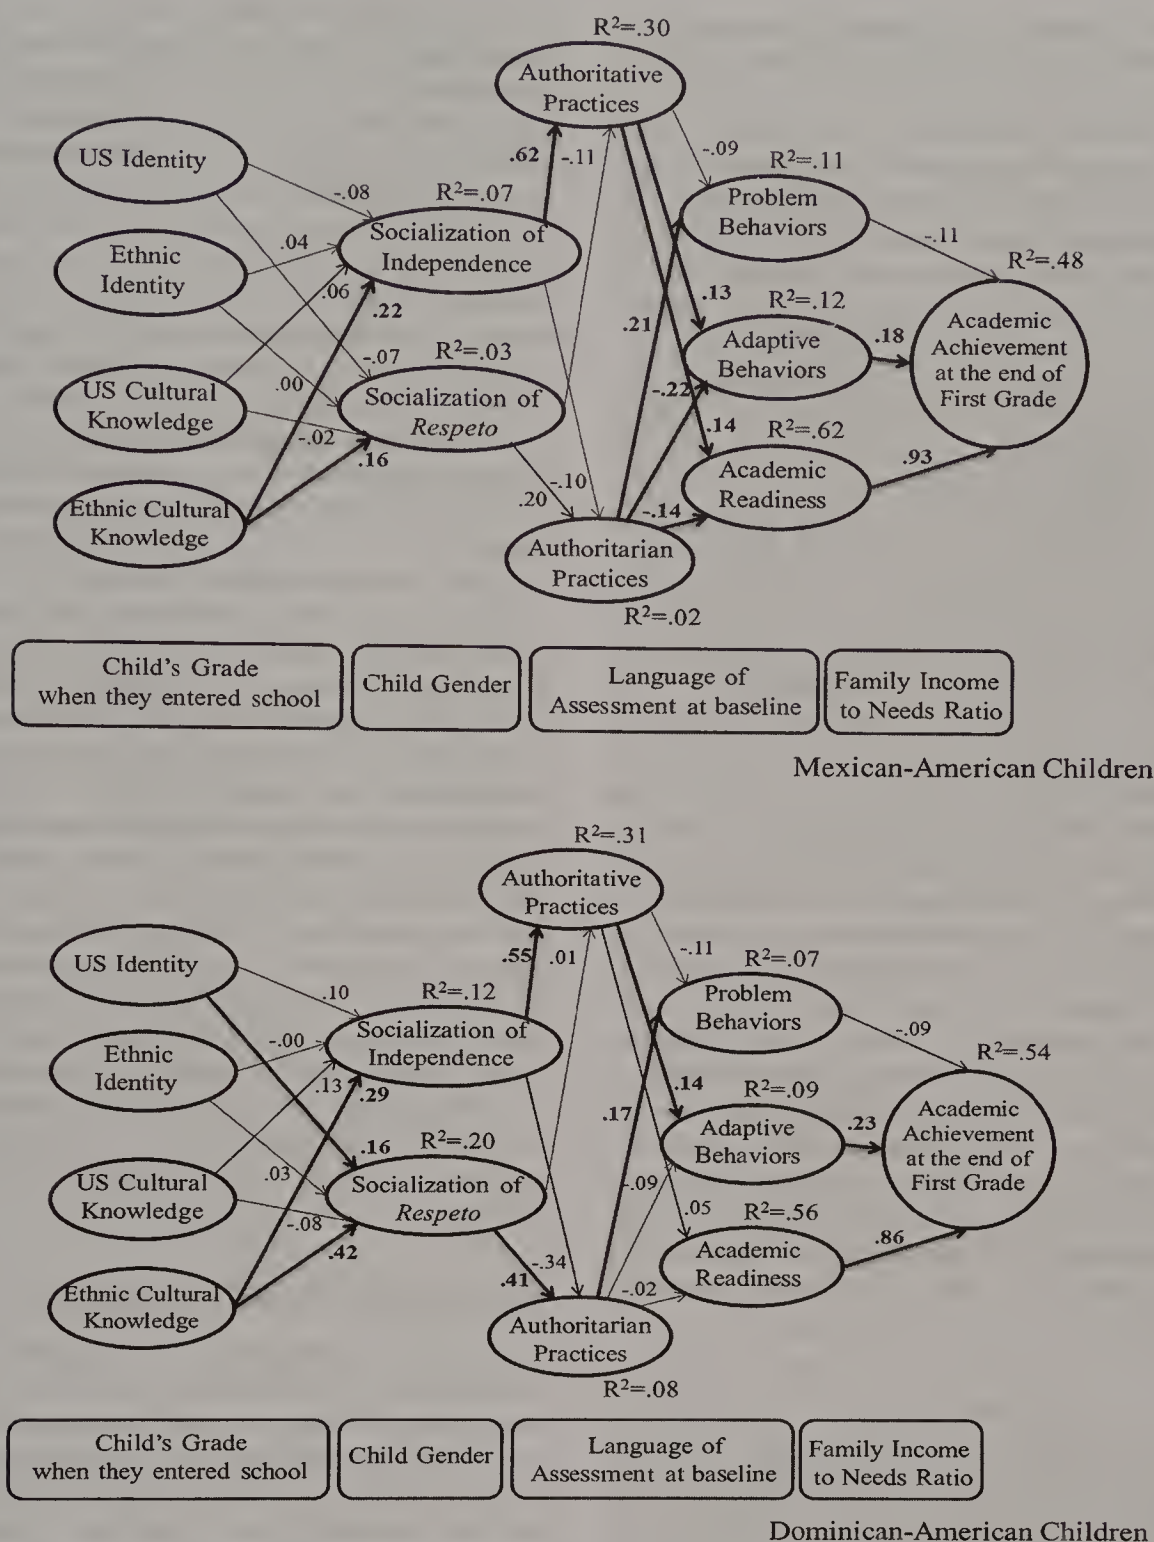 R²=.30
Authoritative
Practices
US Identity
-.08
R²=.07
.62
-.11
-.09
R²=.11
Problem
Behaviors
Ethnic
Identity
.04
Socialization of
Independence
.06
.22
-.11
R²=.48
.21
.13
R²=.12
Adaptive
Behaviors
.18
Academic
Achievement
at the end of
First Grade
-.07
R²=.03
.00
US Cultural
Knowledge
Socialization of
Respeto
-.02
.16
-.22
.14
R²=.62
Academic
Readiness
.93
Ethnic Cultural
Knowledge
.20
-.10
-.14
Authoritarian
Practices
R²=.02
Child's Grade
when they entered school
Child Gender
Language of
Assessment at baseline
Family Income
to Needs Ratio
Mexican-American Children
R²=.31
Authoritative
Practices
US Identity
.10
R²=.12
.55
.01
-.11
R²=.07
Problem
Behaviors
Ethnic
Identity
-.00
Socialization of
Independence
.13
.29
-.09
R²=.54
.17
.14
R²=.09
Adaptive
Behaviors
.23
Academic
Achievement
at the end of
First Grade
.16
R²=.20
.03
US Cultural
Knowledge
Socialization of
Respeto
-.08
.42
-.09
.05
R²=.56
Academic
Readiness
.86
Ethnic Cultural
Knowledge
.41
-.34
-.02
Authoritarian
Practices
R²=.08
Child's Grade
when they entered school
Child Gender
Language of
Assessment at baseline
Family Income
to Needs Ratio
Dominican-American Children